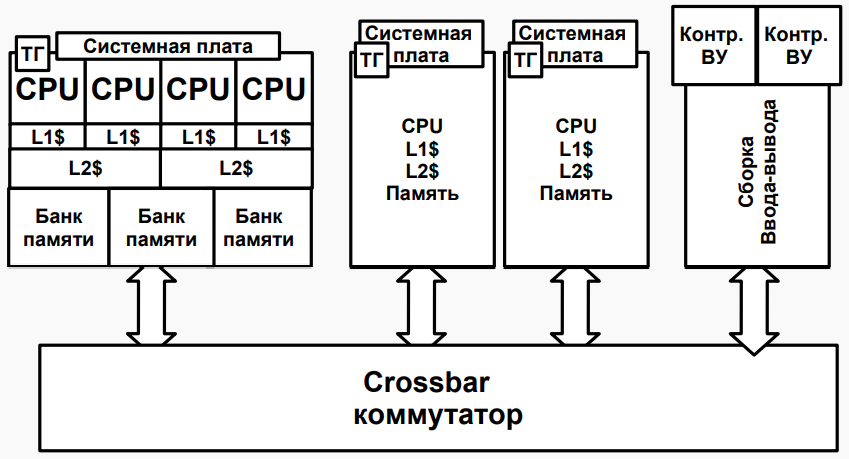 ТГ
Системная плата
CPU CPU CPU CPU
L1$ L1$ L1$ L1$
L2$ L2$
Банк
памяти
Банк
памяти
Банк
памяти
Системная
плата
ТГ
CPU
L1$
L2$
Память
Системная
плата
ТГ
CPU
L1$
L2$
Память
Контр.
ВУ
Контр.
ВУ
Сборка
Ввода-вывода
Crossbar
коммутатор